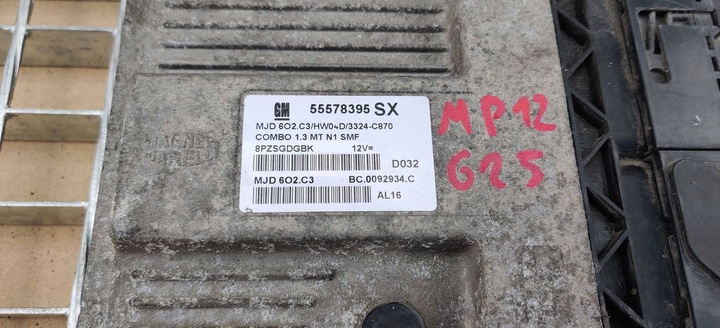 GM 55578395 SX
MJD 6O2.C3/HW04D/3324-C870
COMBO 1.3 MT N1 SMF
8PZSGDGBK 12V=
D032
MJD 6O2.C3 BC.0092934.C
AL16
MAGNETI
MARELLI
MP12
G25